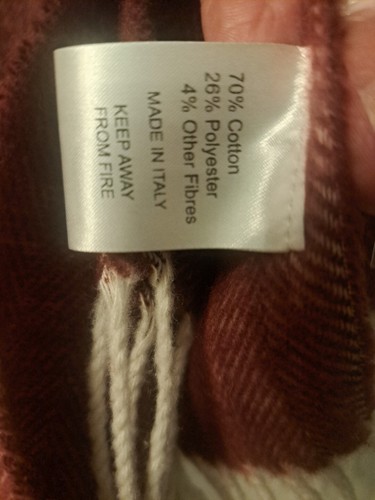 70% Cotton
26% Polyester
4% Other Fibres
MADE IN ITALY
KEEP AWAY
FROM FIRE